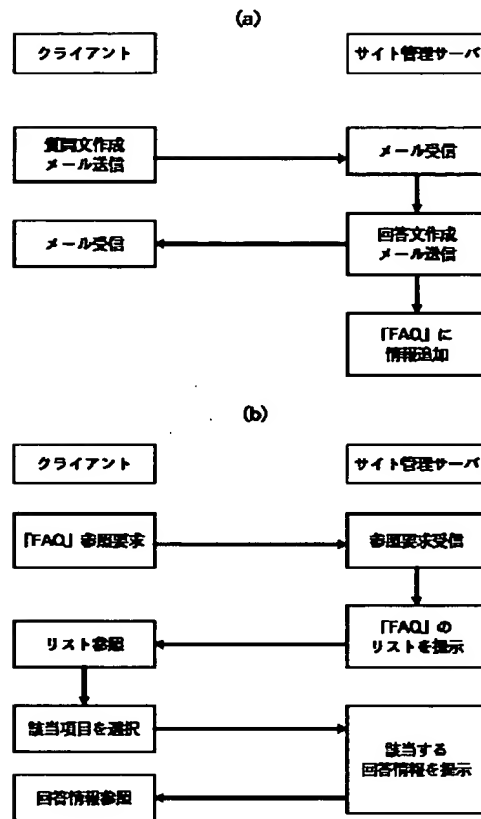 (a)
クライアント
サイト管理サーバ
質問文作成
メール送信
メール受信
メール受信
回答文作成
メール送信
「FAQ」に
情報追加
(b)
クライアント
サイト管理サーバ
「FAQ」参照要求
参照要求受信
リスト参照
「FAQ」の
リストを提示
該当項目を選択
該当する
回答情報を提示
回答情報参照